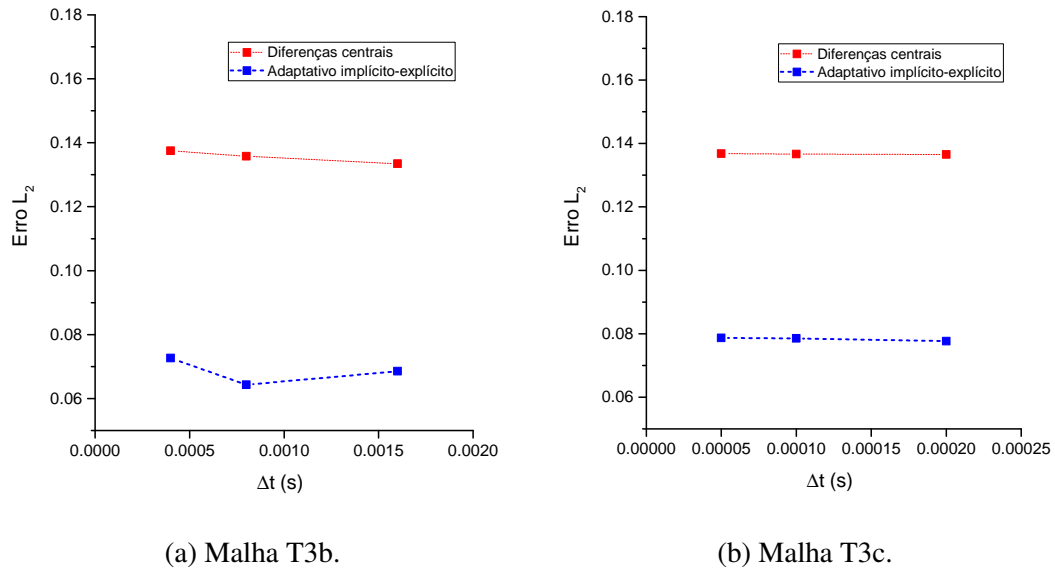 0.18
0.16
0.14
0.12
0.10
0.08
0.06
Erro L2
Diferenças centrais
Adaptativo implícito-explícito
0.0000 0.0005 0.0010 0.0015 0.0020
Δt (s)
(a) Malha T3b.
0.18
0.16
0.14
0.12
0.10
0.08
0.06
Erro L2
Diferenças centrais
Adaptativo implícito-explícito
0.00000 0.00005 0.00010 0.00015 0.00020 0.00025
Δt (s)
(b) Malha T3c.